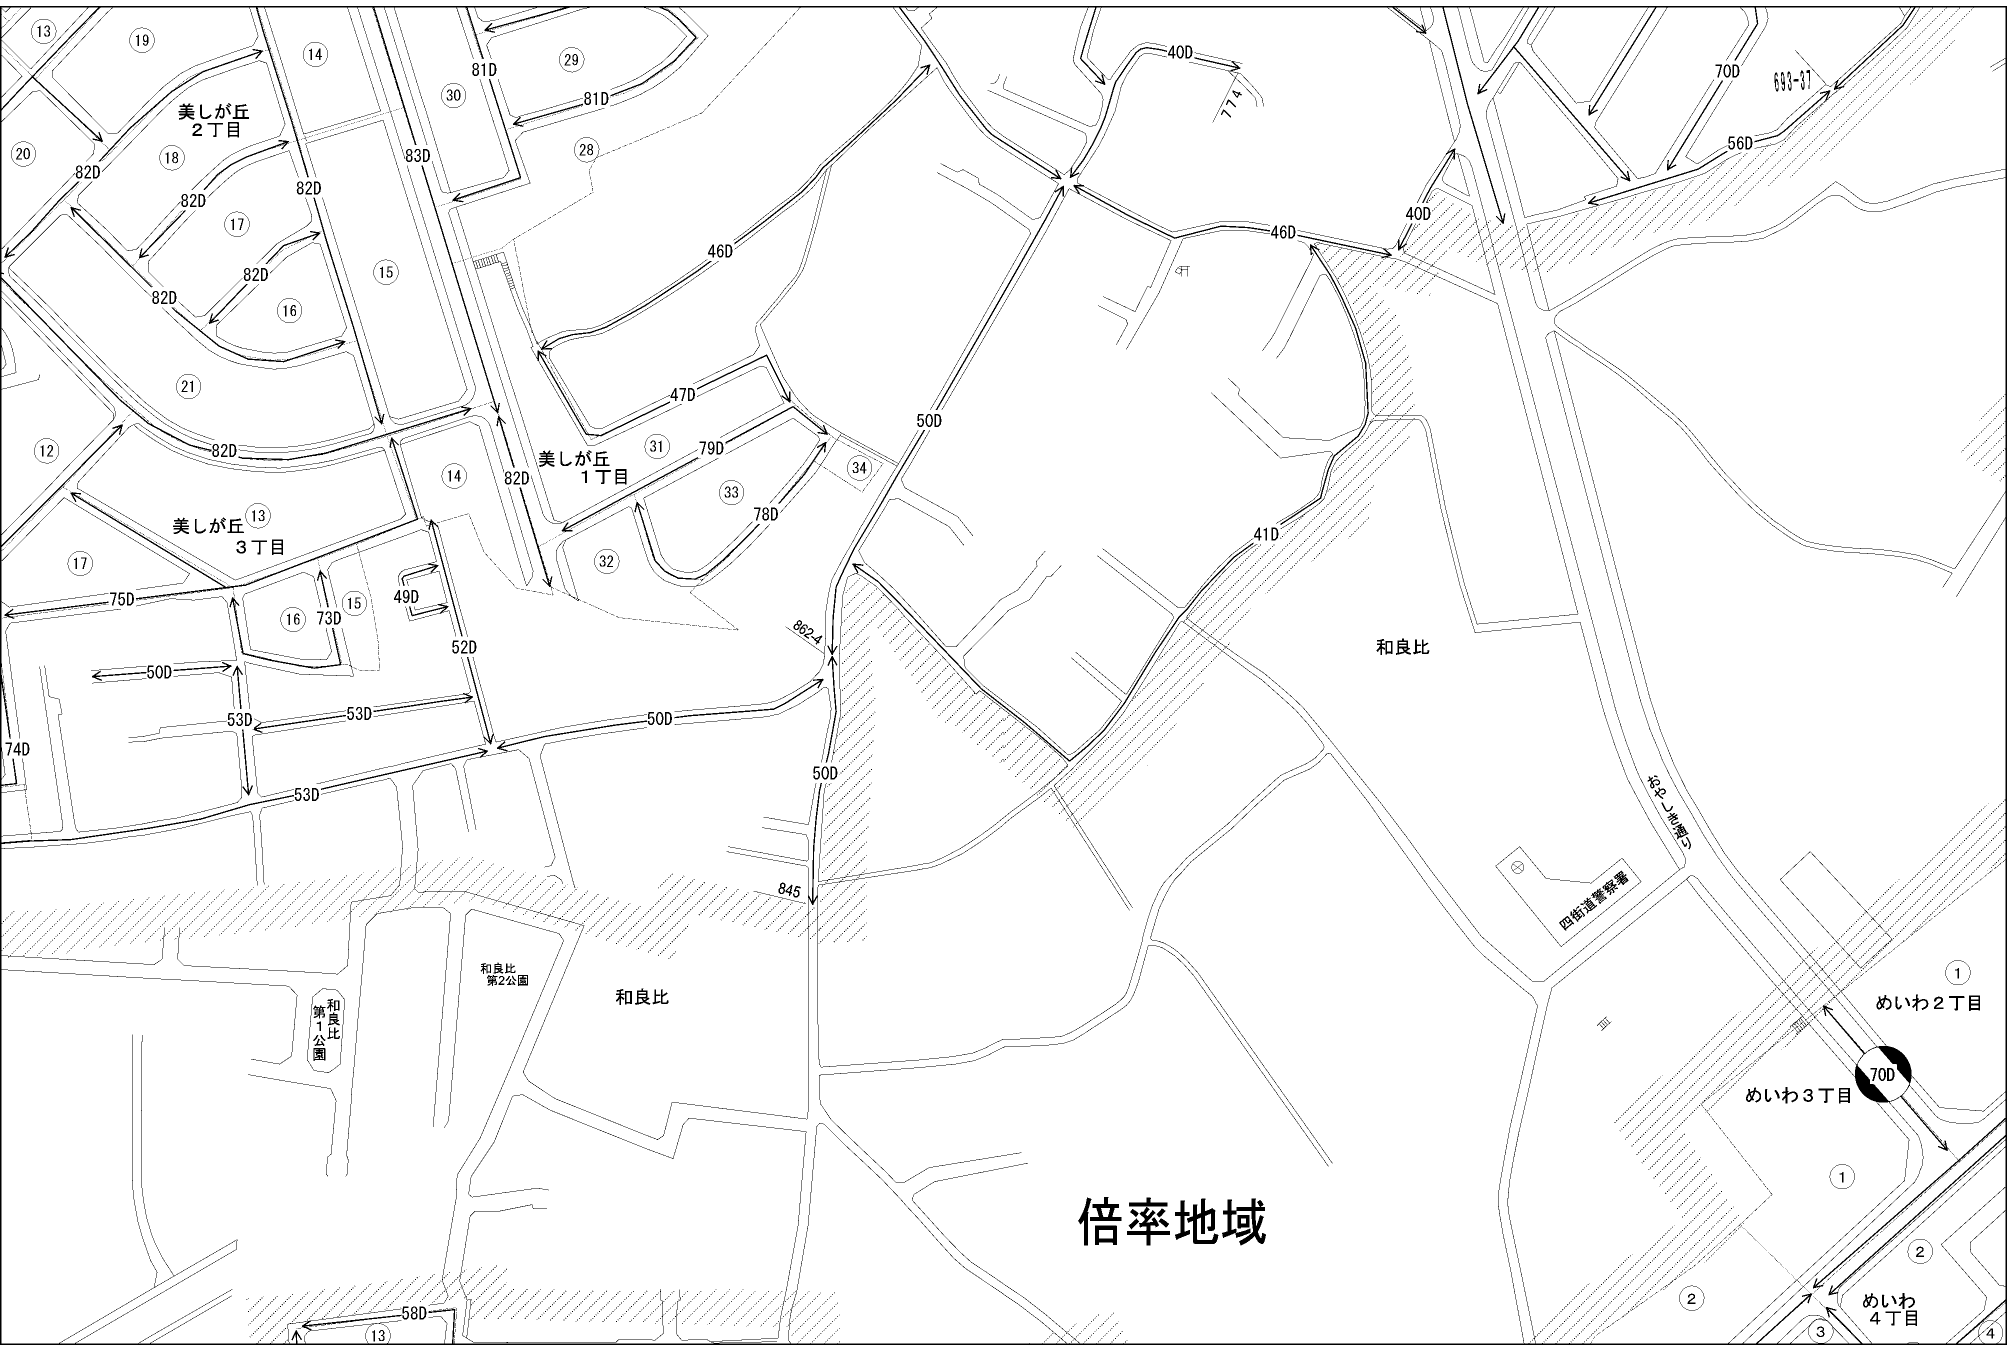 13
19
14
29
81D
30
81D
40D
70D
693-37
774
美しが丘
2丁目
20
18
28
83D
56D
82D
82D
82D
17
40D
46D
46D
15
82D
82D
16
21
47D
50D
12
82D
79D
31
美しが丘
1丁目
34
14
82D
33
78D
13
美しが丘
3丁目
41D
17
32
75D
49D
15
16
73D
862-4
52D
和良比
50D
53D
53D
50D
74D
50D
53D
おやしき通り
845
四街道警察署
和良比
第2公園
和良比
和良比
第1公園
1
めいわ2丁目
70D
めいわ3丁目
1
倍率地域
2
2
めいわ
4丁目
58D
13
3
4